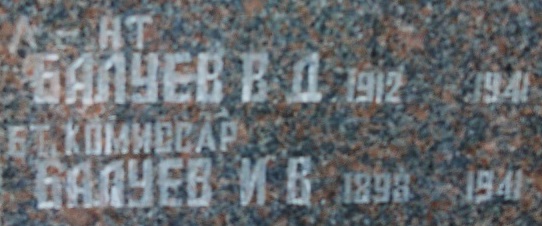 Л-НТ
БАЛУЕВ В Д 1912 1941
БТ. КОМИССАР
БАЛУЕВ И В 1898 1941